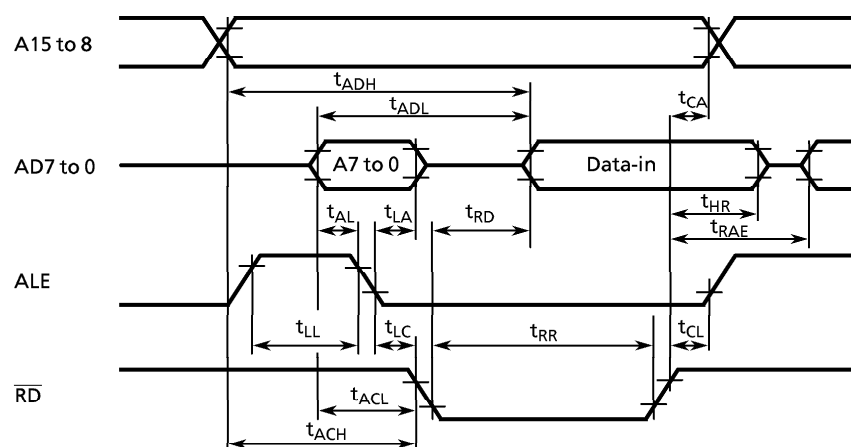 A15 to 8
tADH
tCA
tADL
AD7 to 0
A7 to 0
Data-in
tHR
tAL
tLA
tRD
tRAE
ALE
tLL
tLC
tRR
tCL
RD
tACL
tACH